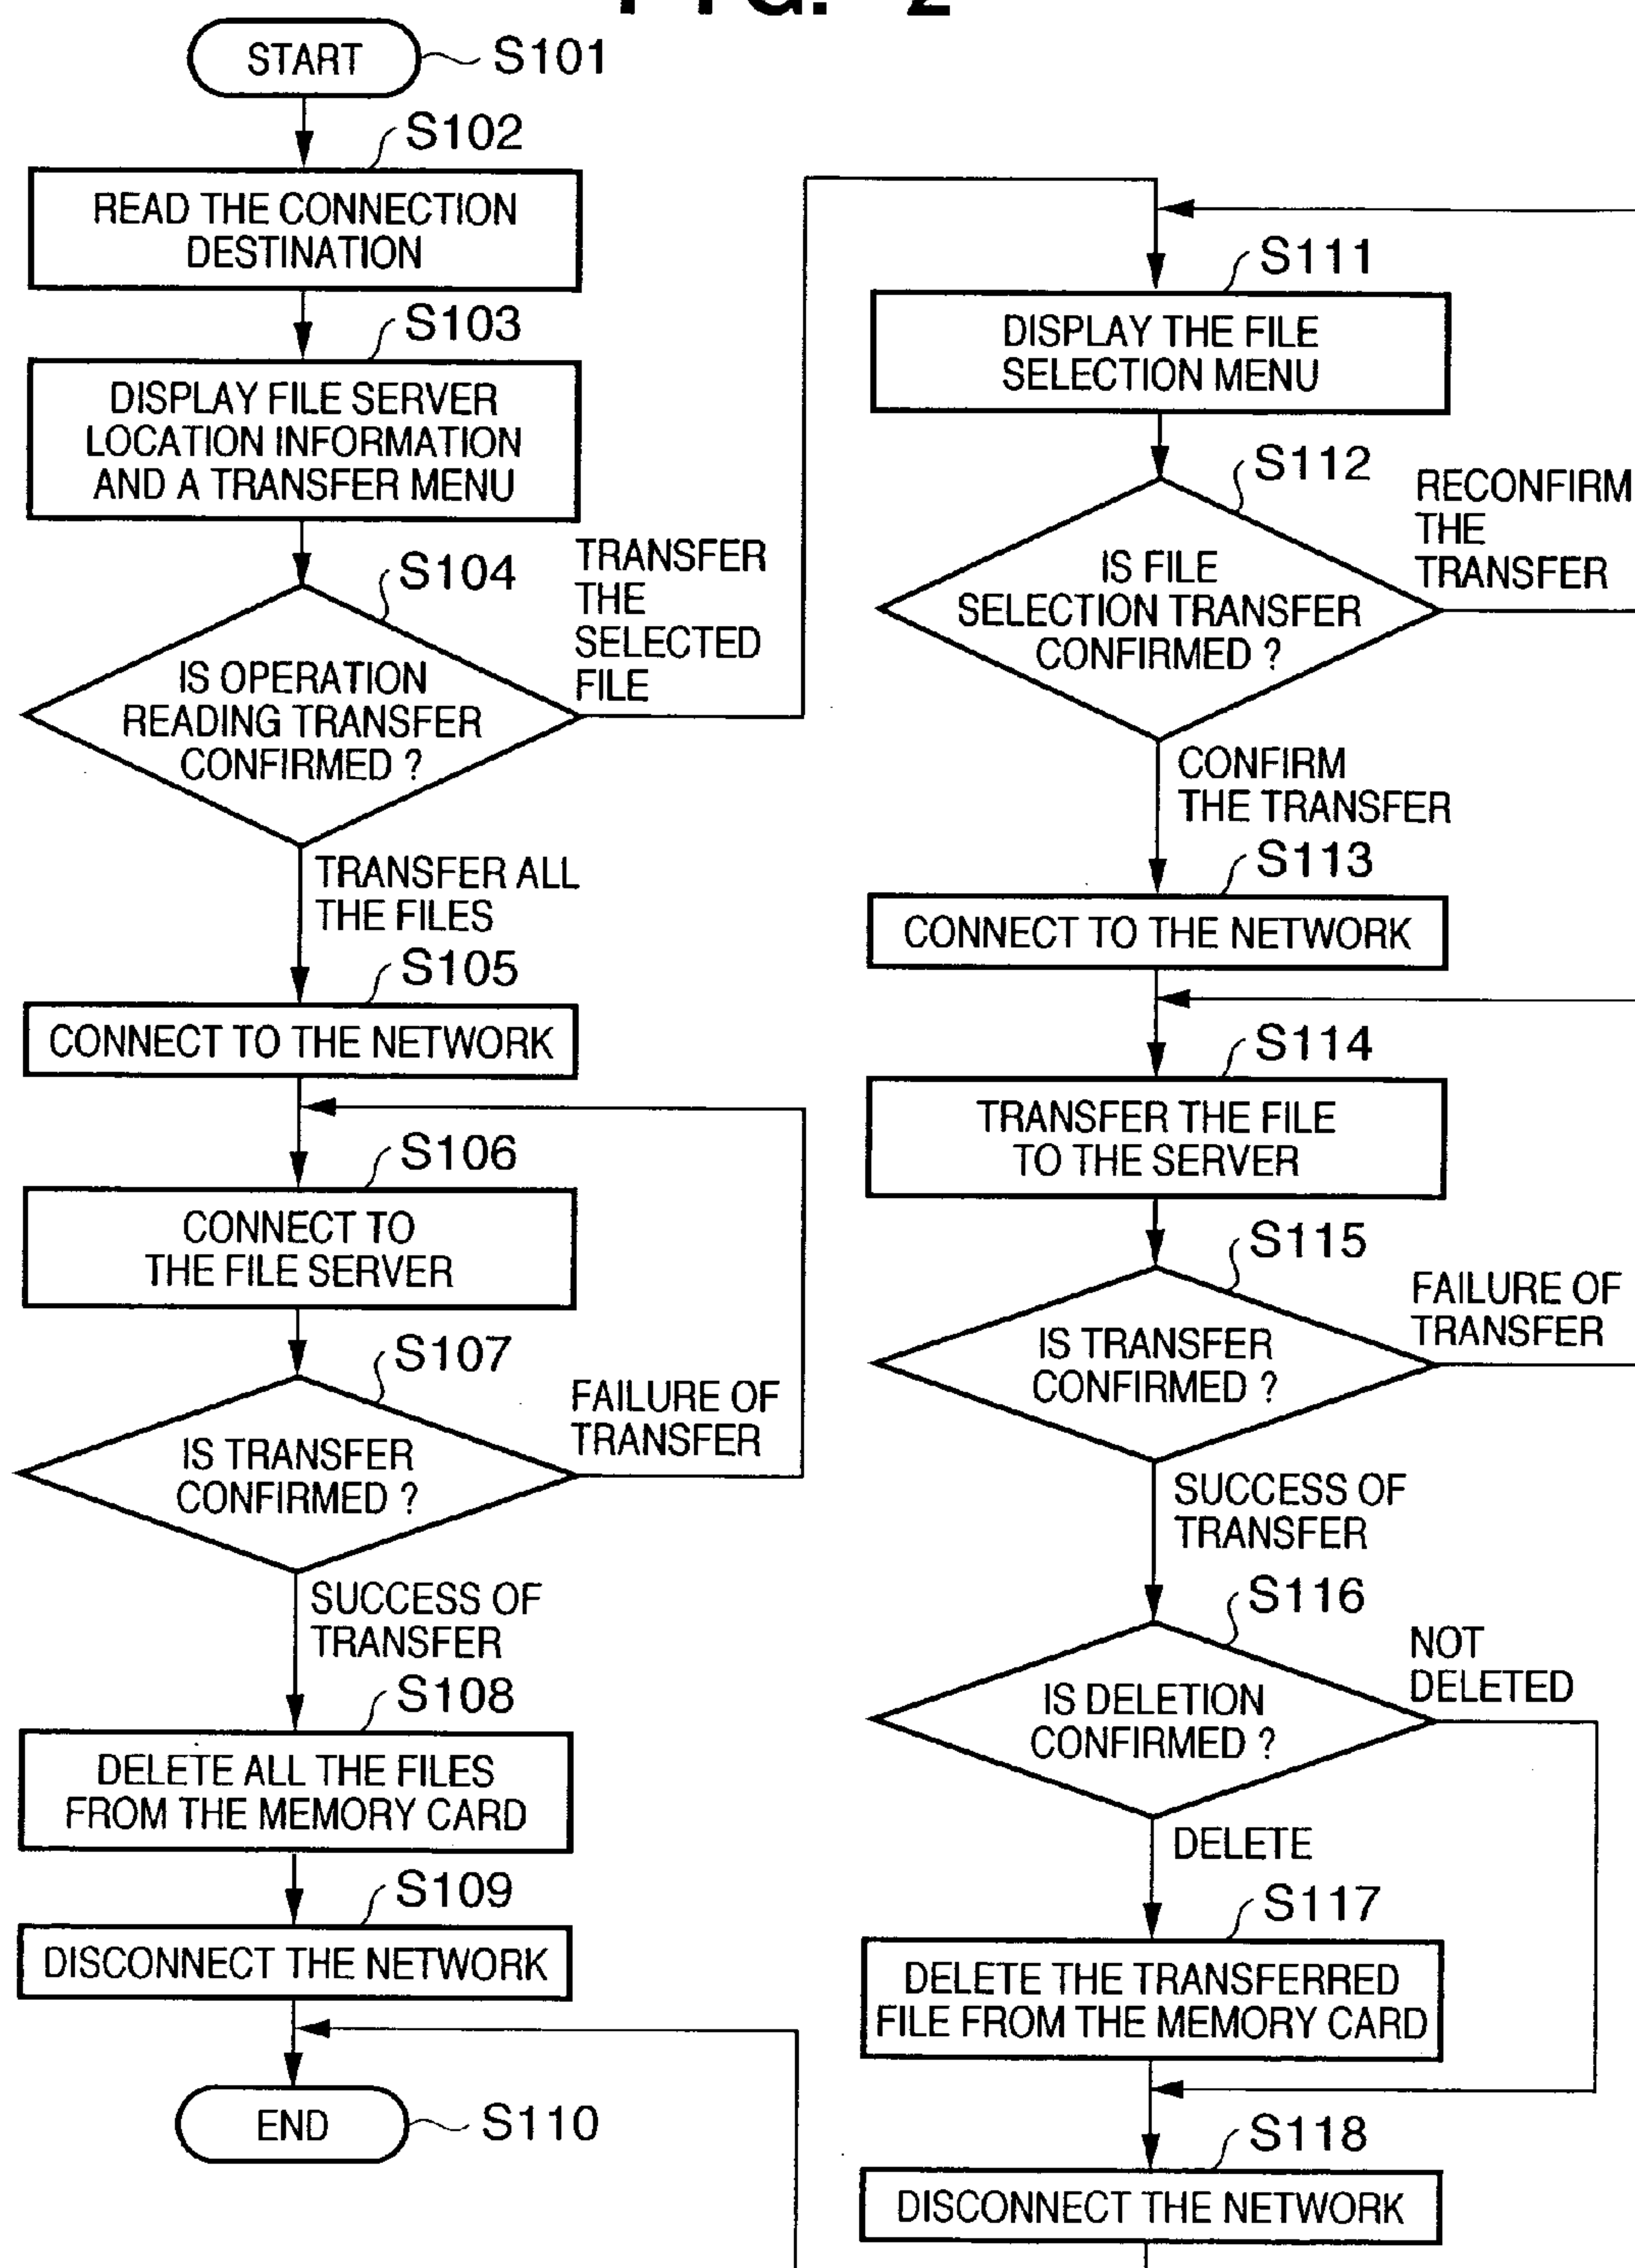 FIG. 2
START
S101
S102
READ THE CONNECTION
DESTINATION
S103
DISPLAY FILE SERVER
LOCATION INFORMATION
AND A TRANSFER MENU
S104
TRANSFER
THE
SELECTED
FILE
IS OPERATION
READING TRANSFER
CONFIRMED ?
TRANSFER ALL
THE FILES
S105
CONNECT TO THE NETWORK
S106
CONNECT TO
THE FILE SERVER
S107
FAILURE OF
TRANSFER
IS TRANSFER
CONFIRMED ?
SUCCESS OF
TRANSFER
S108
DELETE ALL THE FILES
FROM THE MEMORY CARD
S109
DISCONNECT THE NETWORK
END
S110
S111
DISPLAY THE FILE
SELECTION MENU
S112
RECONFIRM
THE
TRANSFER
IS FILE
SELECTION TRANSFER
CONFIRMED ?
CONFIRM
THE TRANSFER
S113
CONNECT TO THE NETWORK
S114
TRANSFER THE FILE
TO THE SERVER
S115
FAILURE OF
TRANSFER
IS TRANSFER
CONFIRMED ?
SUCCESS OF
TRANSFER
S116
NOT
DELETED
IS DELETION
CONFIRMED ?
DELETE
S117
DELETE THE TRANSFERRED
FILE FROM THE MEMORY CARD
S118
DISCONNECT THE NETWORK